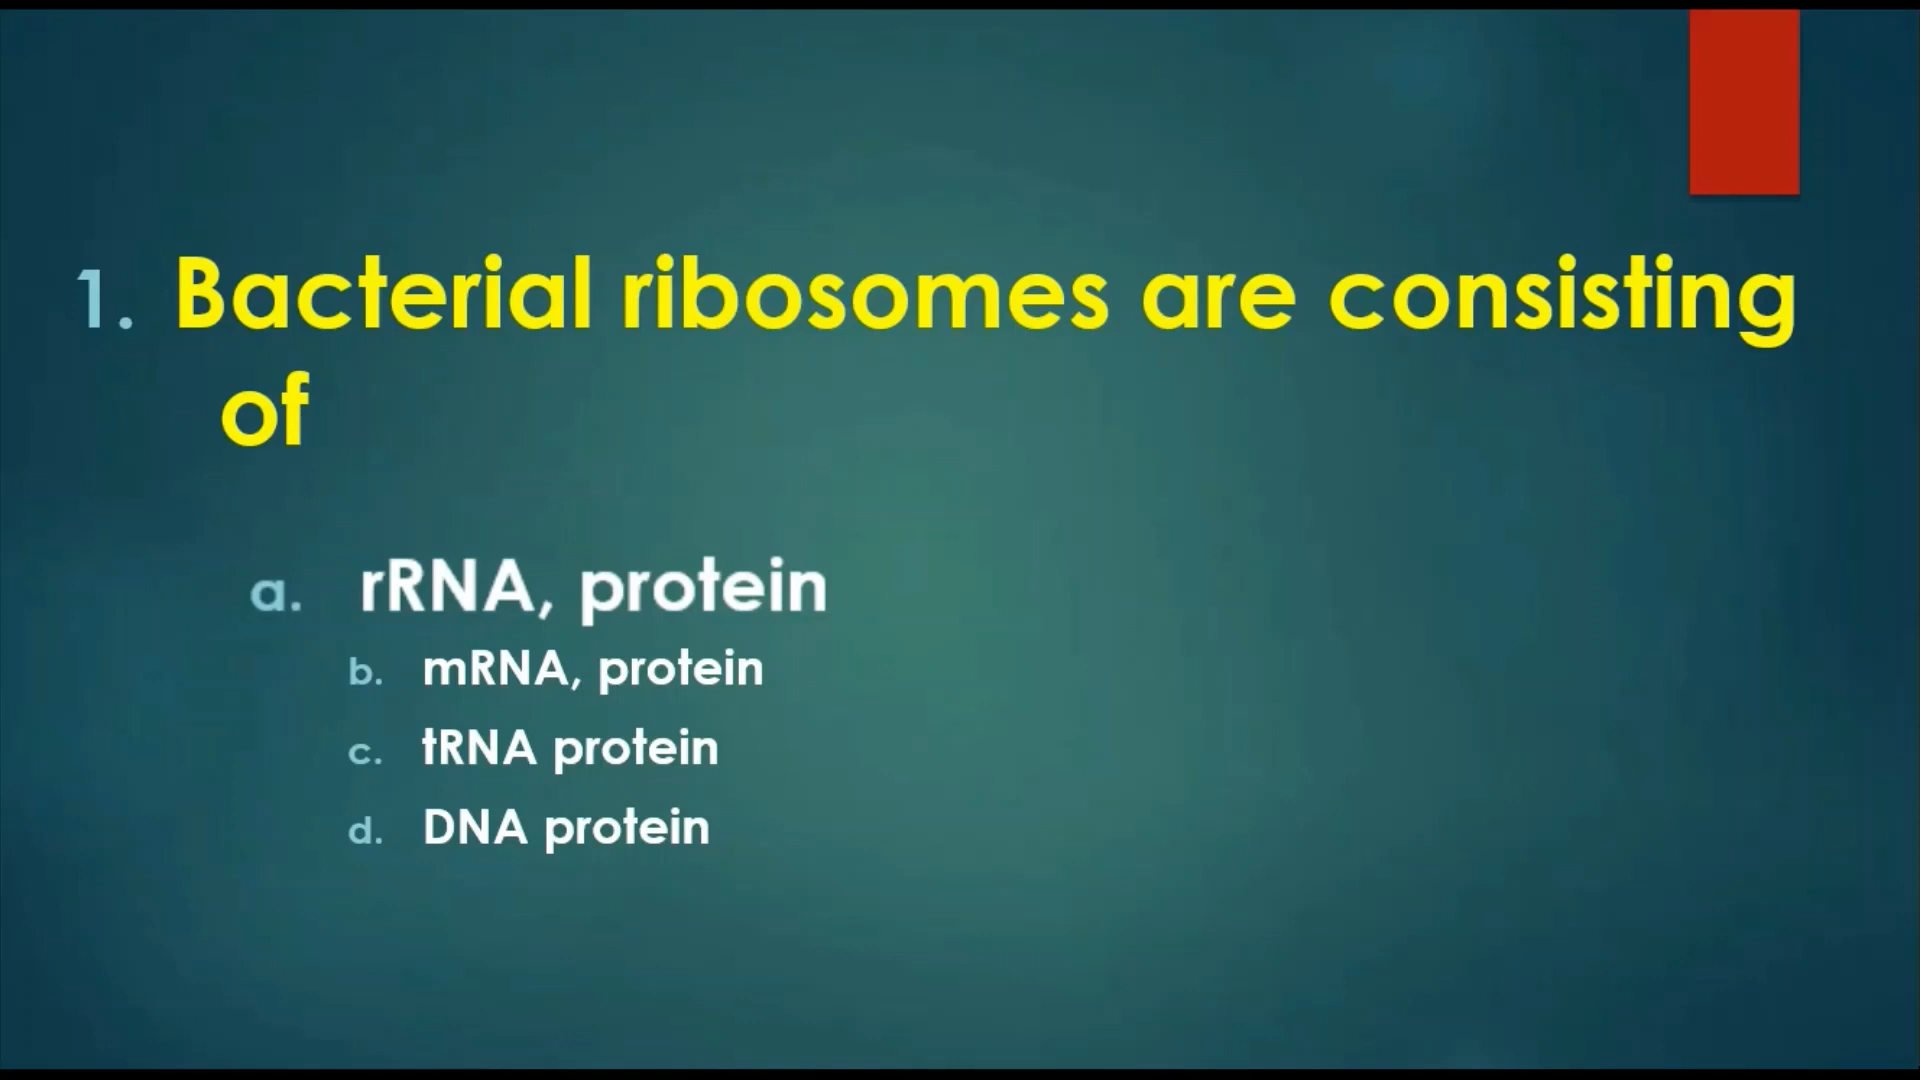 1. Bacterial ribosomes are consisting
of
a. rRNA, protein
b. mRNA, protein
c. tRNA protein
d. DNA protein